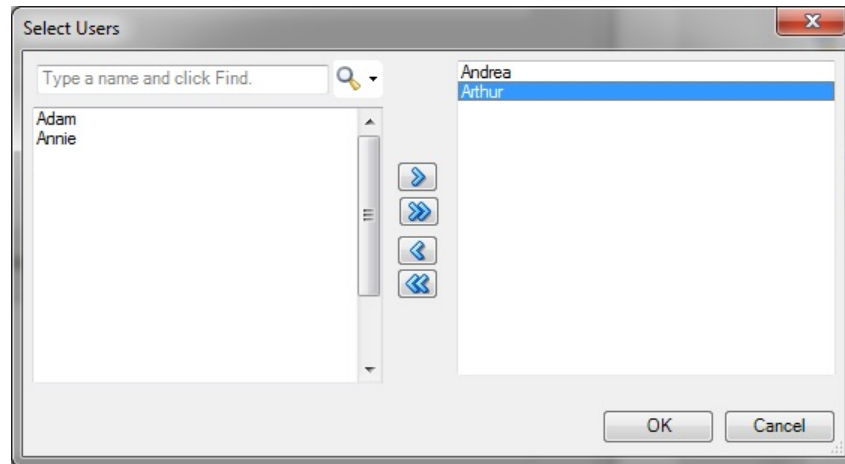 Select Users
Type a name and click Find.
Adam
Annie
Andrea
Arthur
OK
Cancel